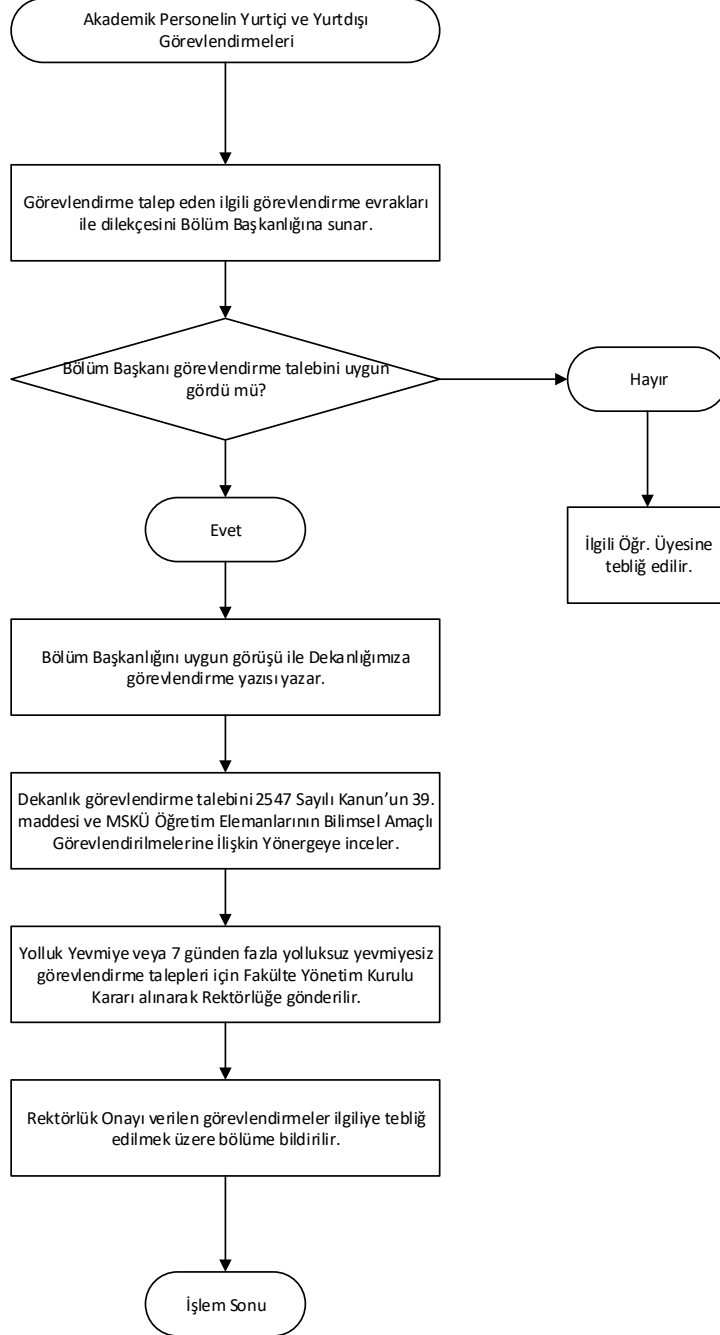 Akademik Personelin Yurtiçi ve Yurtdışı
Görevlendirmeleri
Görevlendirme talep eden ilgili görevlendirme evrakları
ile dilekçesini Bölüm Başkanlığına sunar.
Bölüm Başkanı görevlendirme talebini uygun
gördü mü?
Hayır
Evet
İlgili Öğr. Üyesine
tebliğ edilir.
Bölüm Başkanlığını uygun görüşü ile Dekanlığımıza
görevlendirme yazısı yazar.
Dekanlık görevlendirme talebini 2547 Sayılı Kanun’un 39.
maddesi ve MSKÜ Öğretim Elemanlarının Bilimsel Amaçlı
Görevlendirilmelerine İlişkin Yönergeye inceler.
Yolluk Yevmiye veya 7 günden fazla yolluksuz yevmiyesiz
görevlendirme talepleri için Fakülte Yönetim Kurulu
Kararı alınarak Rektörlüğe gönderilir.
Rektörlük Onayı verilen görevlendirmeler ilgiliye tebliğ
edilmek üzere bölüme bildirilir.
İşlem Sonu